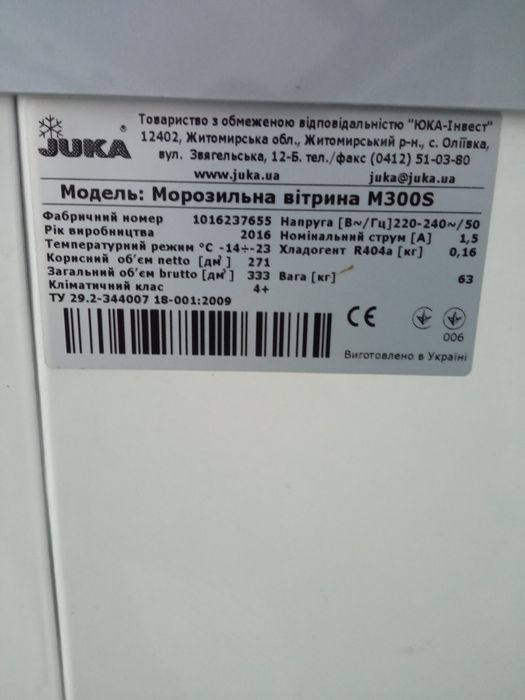 JUKA ®
Товариство з обмеженою відповідальністю "ЮКА-Інвест"
12402, Житомирська обл., Житомирський р-н., с. Оліївка,
вул. Звягельська, 12-Б. тел./факс (0412) 51-03-80
www.juka.ua juka@juka.ua
Модель: Морозильна вітрина M300S
Фабричний номер 1016237655 Напруга [В~/Гц]220-240~/50
Рік виробництва 2016 Номінальний струм [А] 1,5
Температурний режим °С -14÷-23 Хладогент R404a [кг] 0,16
Корисний об'єм netto [дм³] 271
Загальний об'єм brutto [дм³] 333 Вага [кг] 63
Кліматичний клас 4+
ТУ 29.2-344007 18-001:2009
CE
006
Виготовлено в Україні